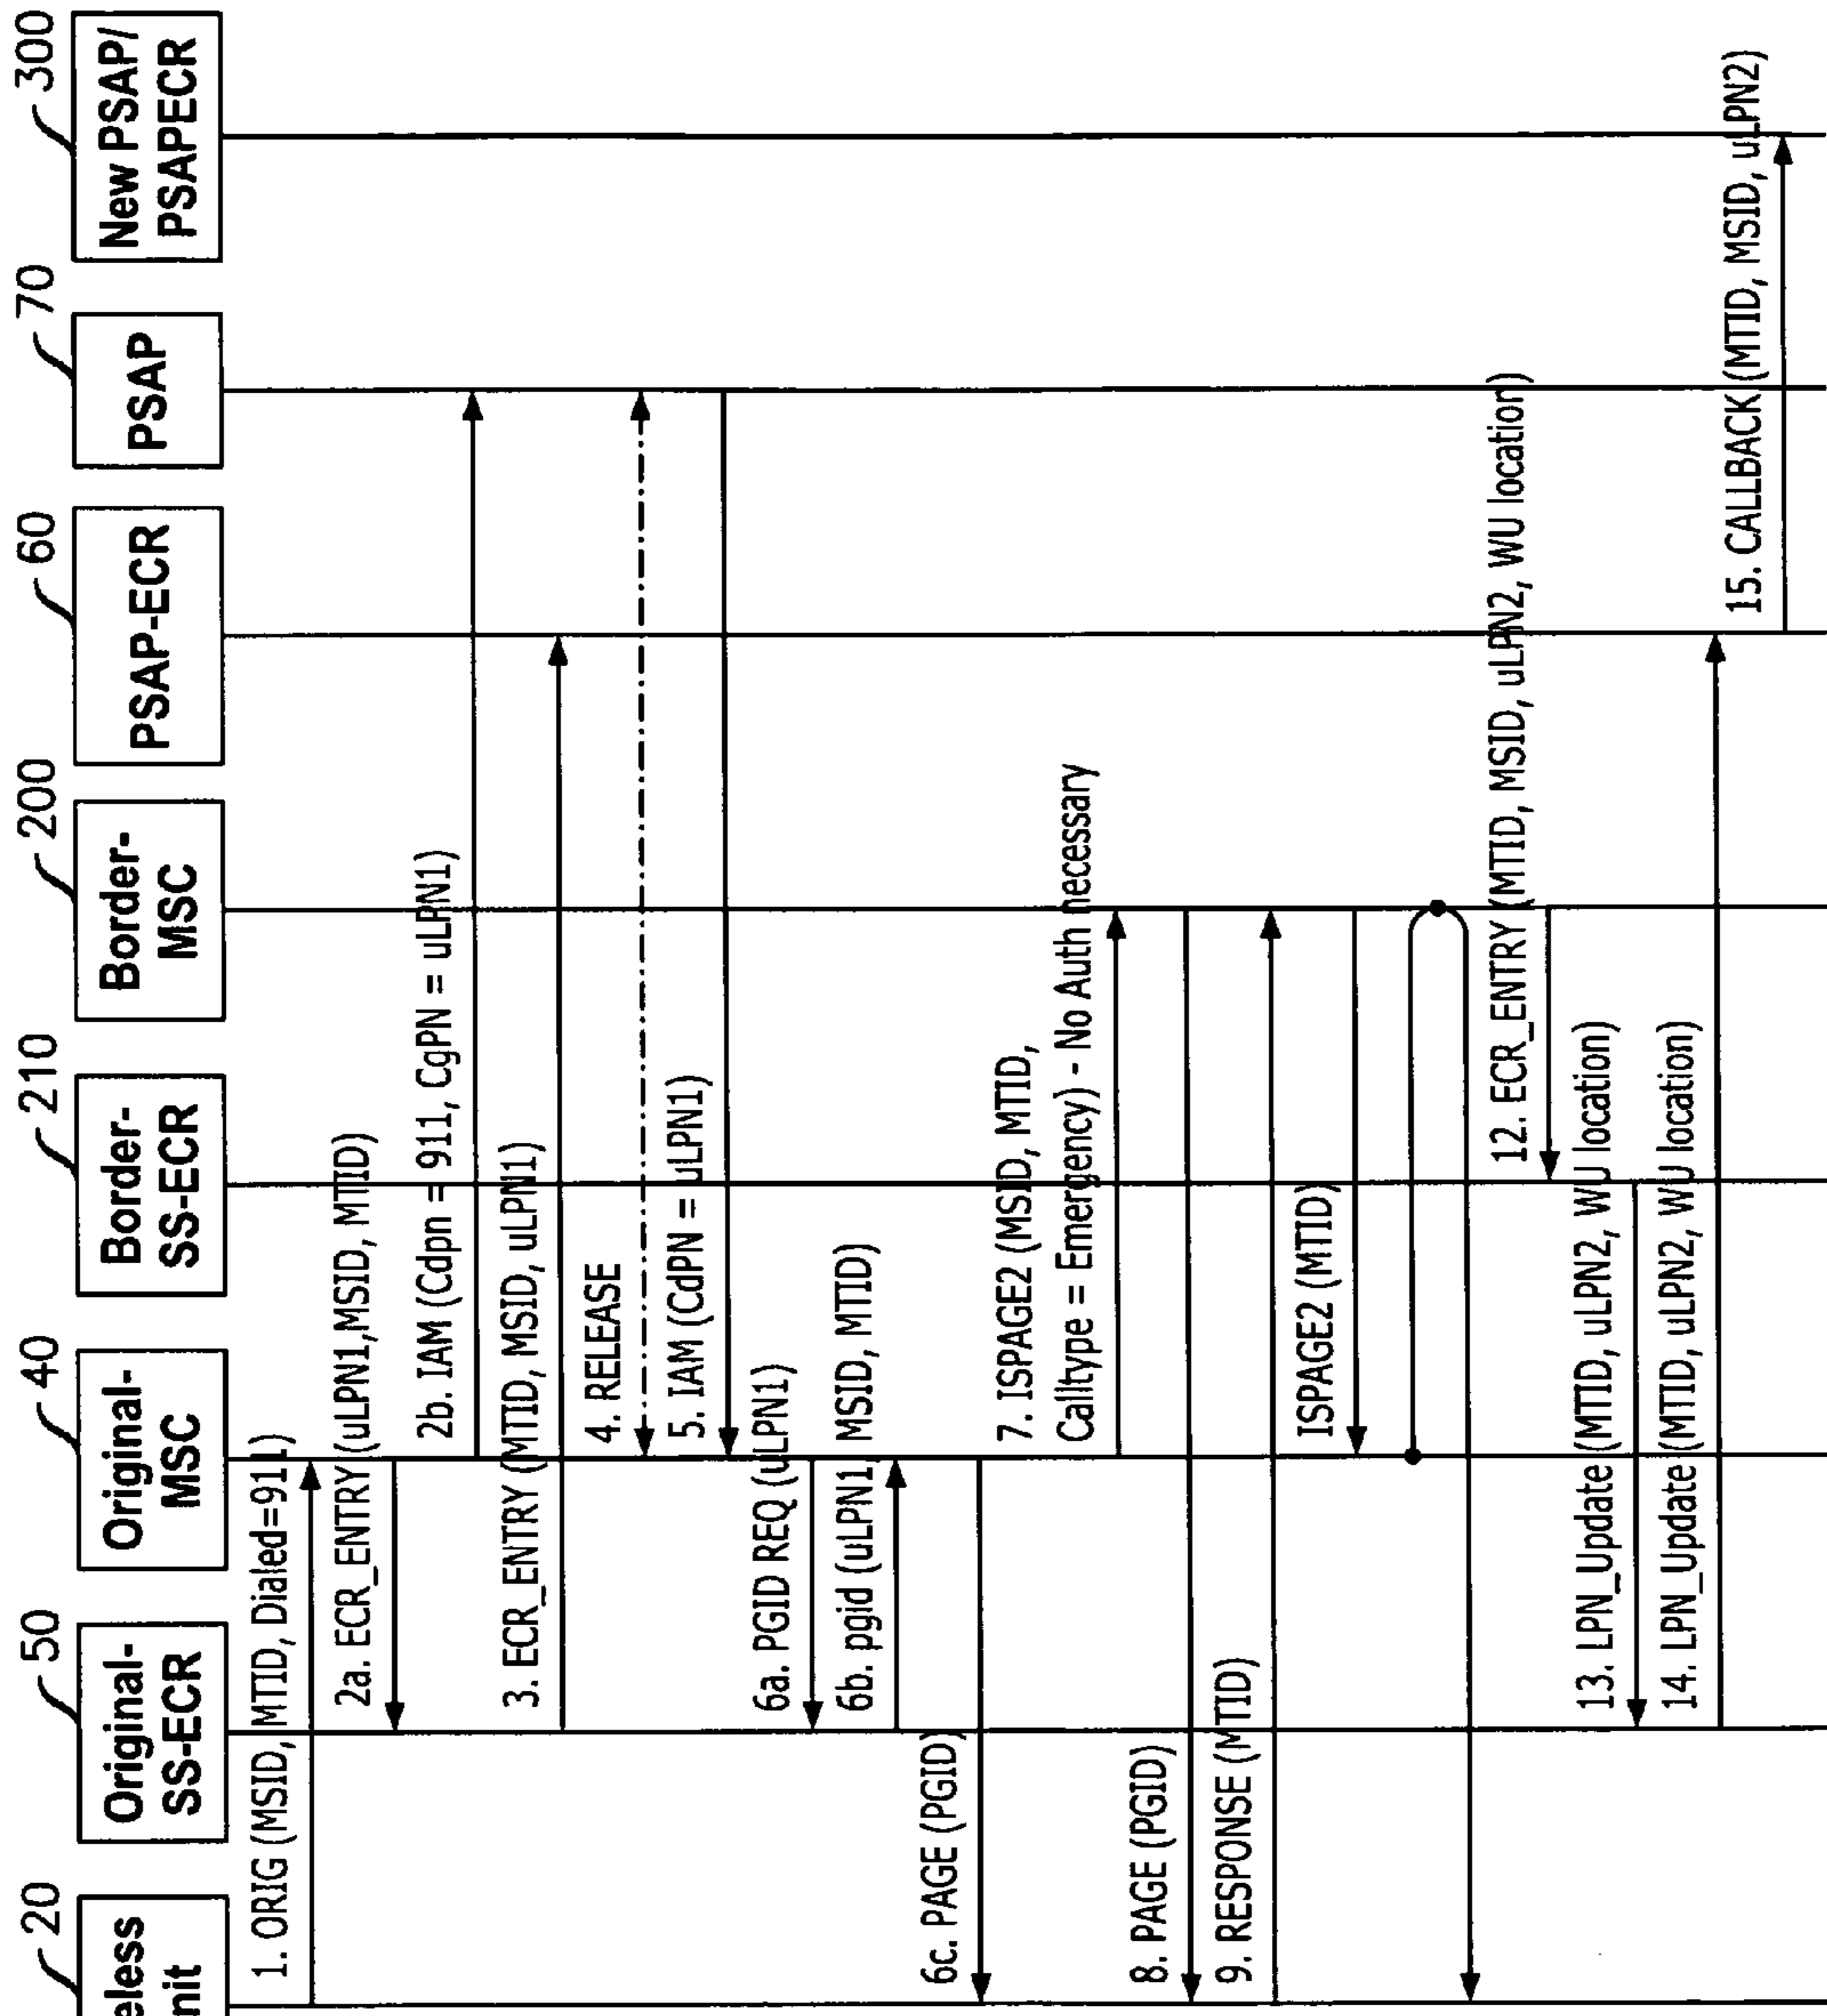 20
eless
nit
50
Original-
SS-ECR
40
Original-
MSC
210
Border-
SS-ECR
200
Border-
MSC
60
PSAP-ECR
70
PSAP
300
New PSAP/
PSAPECR
1. ORIG (MSID, MTID, Dialed=911)
2a. ECR_ENTRY (uLPN1,MSID, MTID)
2b. IAM (Cdpn = 911, CgPN = uLPN1)
3. ECR_ENTRY (MTID, MSID, uLPN1)
4. RELEASE
5. IAM (CdPN = uLPN1)
6a. PGID REQ (uLPN1)
6b. pgid (uLPN1, MSID, MTID)
6c. PAGE (PGID)
7. ISPAGE2 (MSID, MTID,
Calltype = Emergency) - No Auth necessary
8. PAGE (PGID)
9. RESPONSE (MTID)
ISPAGE2 (MTID)
12. ECR_ENTRY (MTID, MSID, uLPN2, WU location)
13. LPN_Update (MTID, uLPN2, WU location)
14. LPN_Update (MTID, uLPN2, WU location)
15. CALLBACK (MTID, MSID, uLPN2)